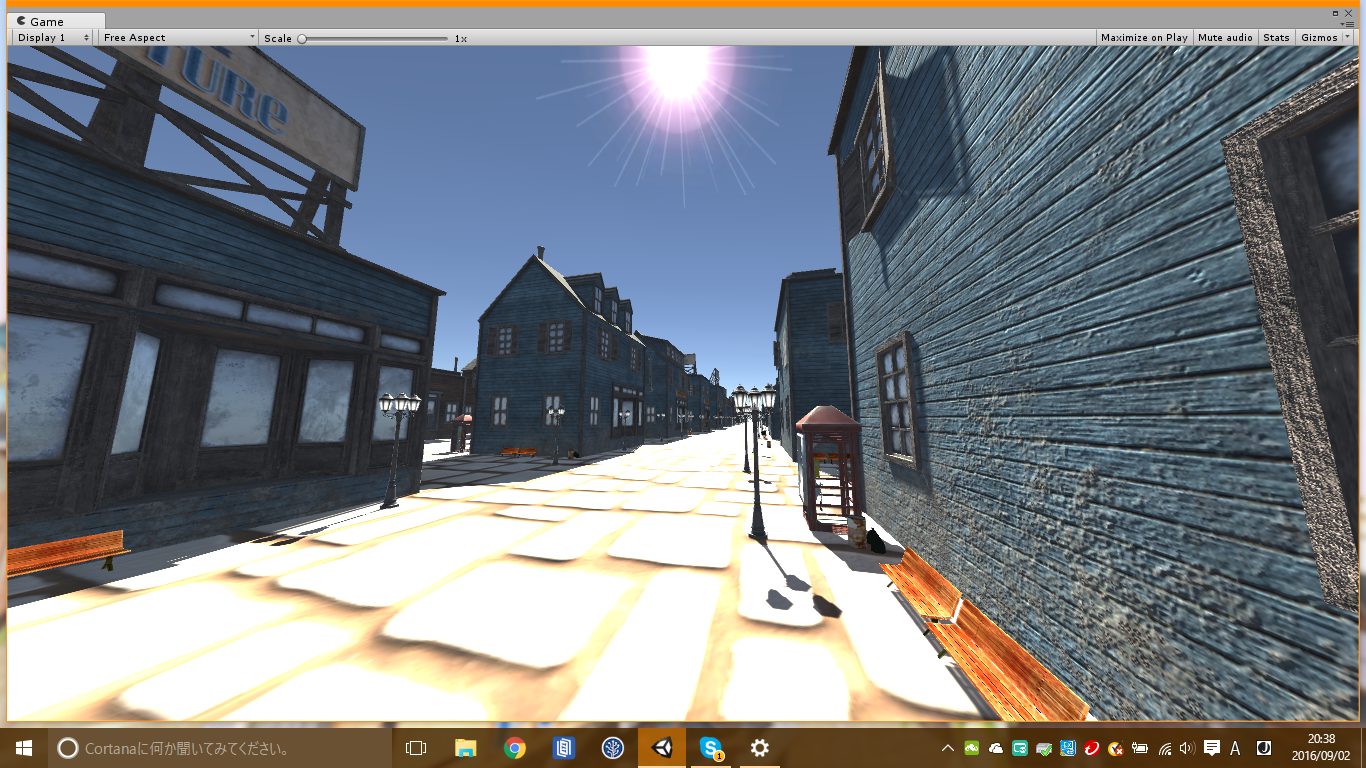 Game
Display 1 Free Aspect Scale 1x Maximize on Play Mute audio Stats Gizmos
TURE
Cortanaに何か聞いてみてください。
1
A
20:38
2016/09/02